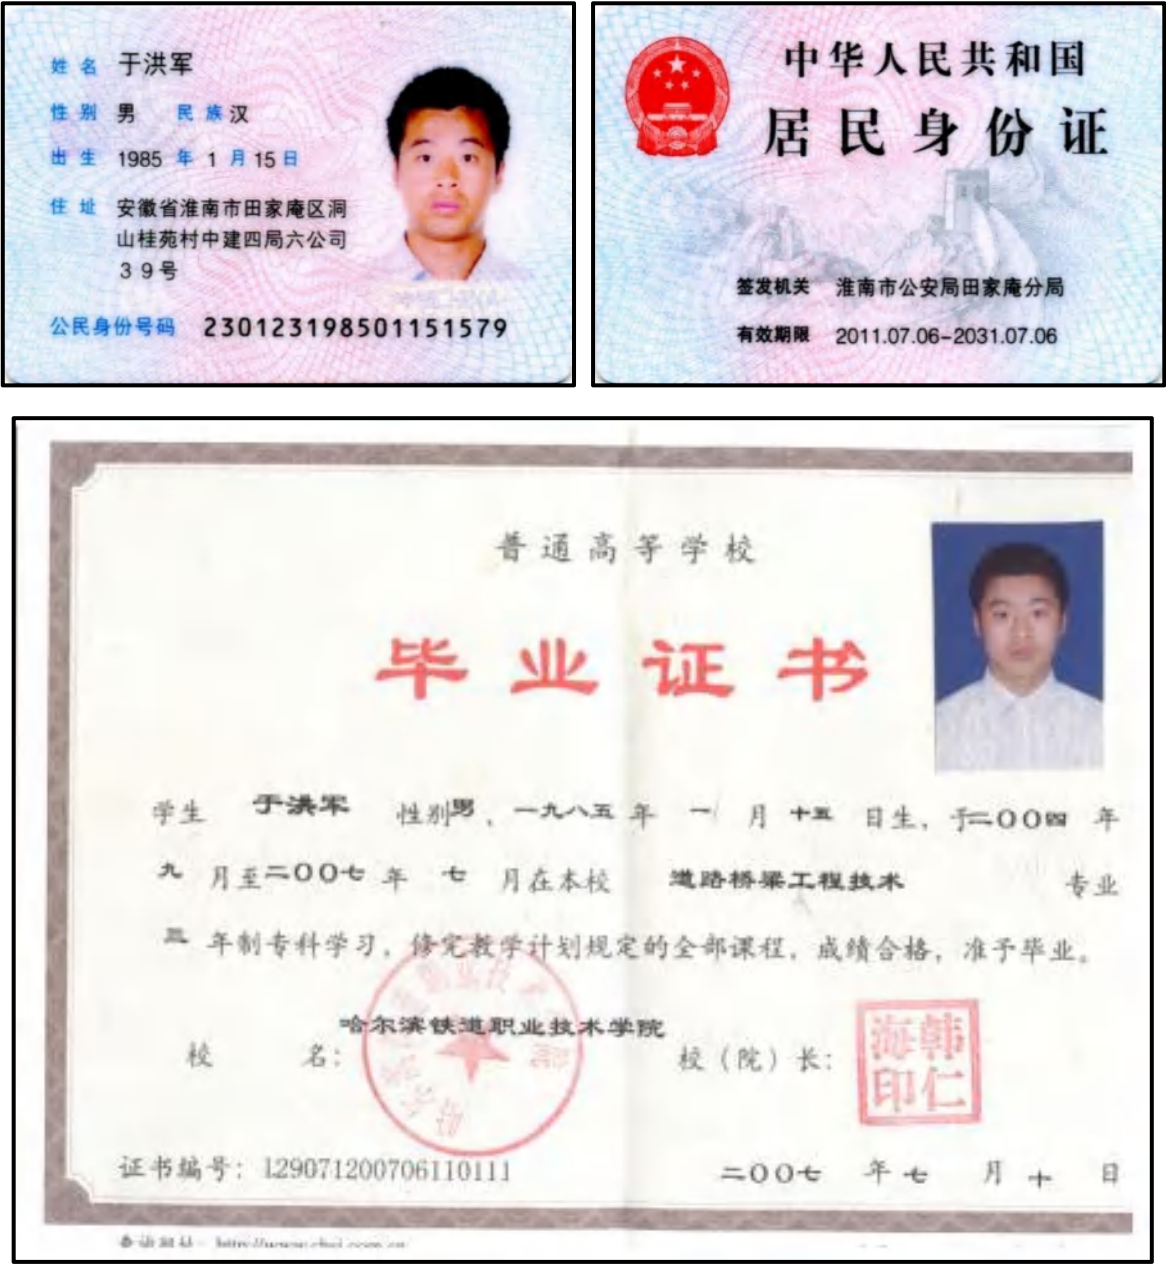 姓名 于洪军
性别 男 民族 汉
出生 1985 年 1 月 15 日
住址 安徽省淮南市田家庵区洞
山桂苑村中建四局六公司
39号
公民身份号码 230123198501151579
中华人民共和国
居民身份证
签发机关 淮南市公安局田家庵分局
有效期限 2011.07.06-2031.07.06
普通高等学校
毕业证书
学生 于洪军 性别 男 , 一九八五 年 一 月 十五 日生, 于二〇〇四 年
九 月至二〇〇七 年 七 月在本校 道路桥梁工程技术 专业
三 年制专科学习, 修完教学计划规定的全部课程, 成绩合格, 准予毕业。
校 名: 哈尔滨铁道职业技术学院 校(院)长: 韩仁海印
证书编号: 129071200706110111 二〇〇七 年 七 月 十 日